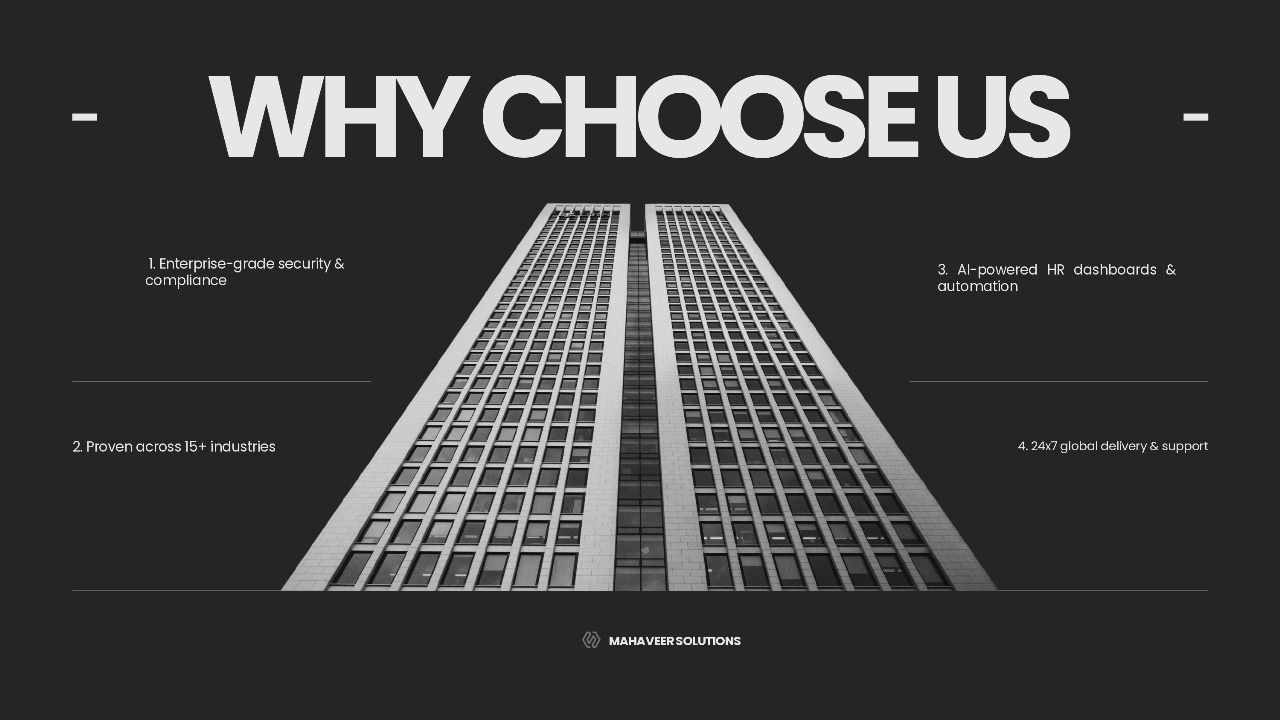 WHY CHOOSE US
1. Enterprise-grade security &
compliance
2. Proven across 15+ industries
3. AI-powered HR dashboards &
automation
4. 24x7 global delivery & support
MAHAVEER SOLUTIONS